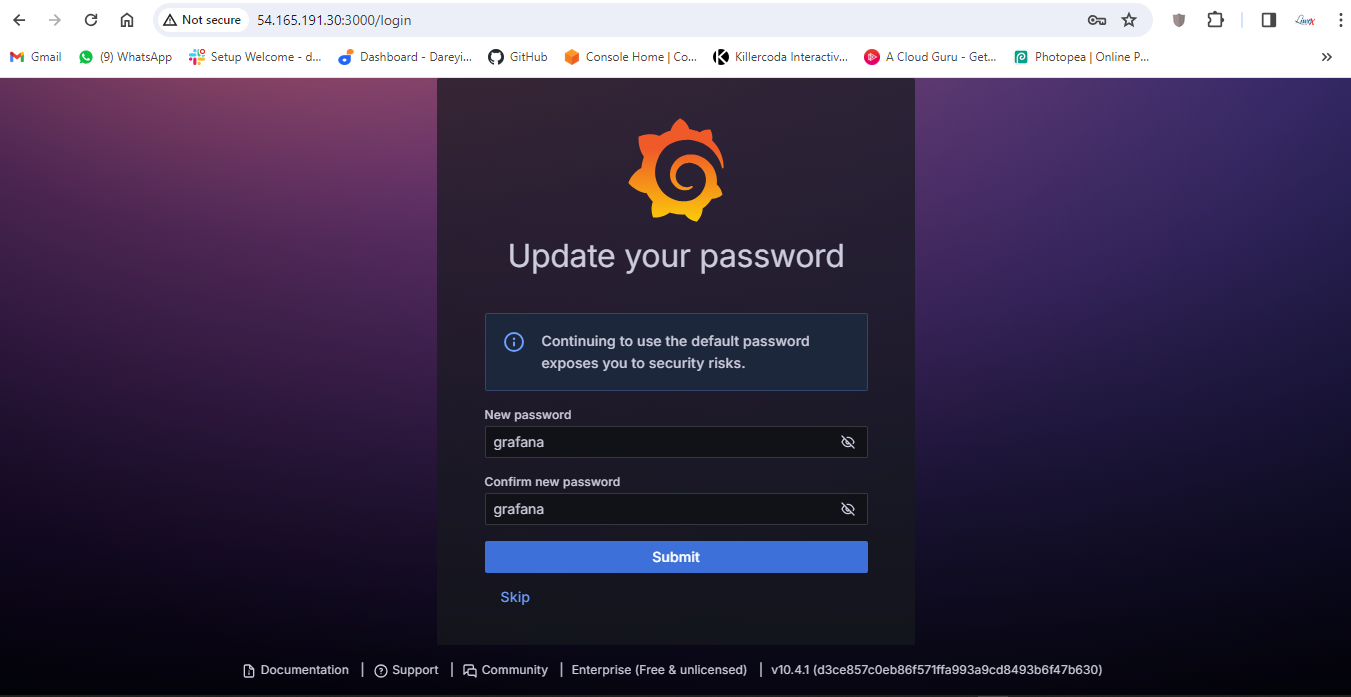 Not secure 54.165.191.30:3000/login
Gmail (9) WhatsApp Setup Welcome - d... Dashboard - Dareyi... GitHub Console Home | Co... Killercoda Interactiv... A Cloud Guru - Get... Photopea | Online P...
Update your password
Continuing to use the default password
exposes you to security risks.
New password
grafana
Confirm new password
grafana
Submit
Skip
Documentation | Support | Community | Enterprise (Free & unlicensed) | v10.4.1 (d3ce857c0eb86f571ffa993a9cd8493b6f47b630)